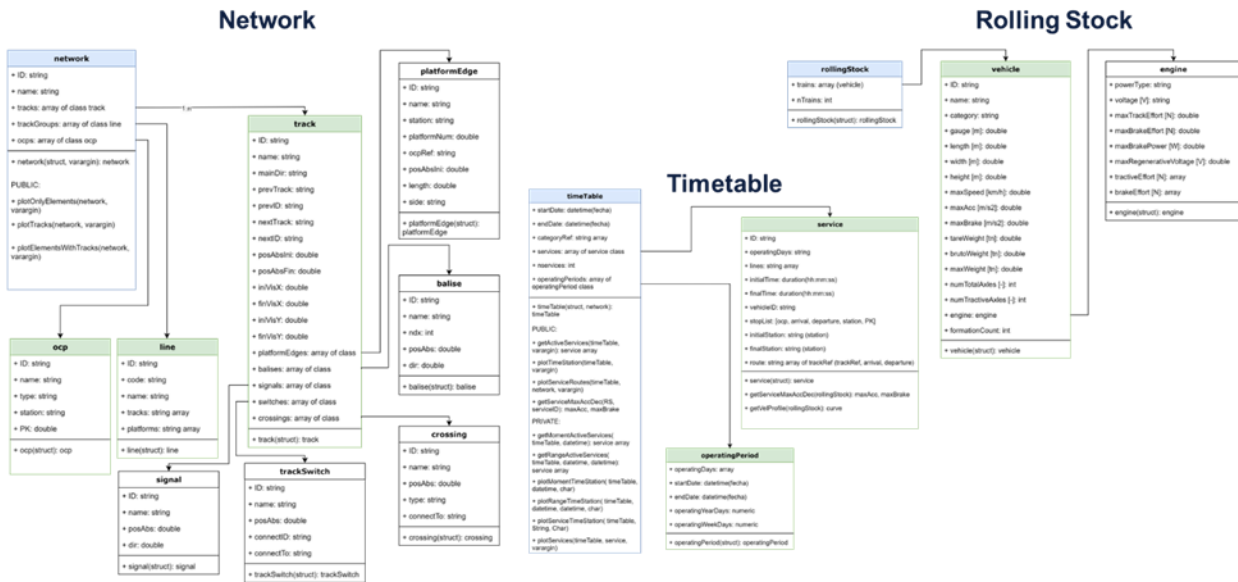 Network
Rolling Stock
Timetable
network
+ ID: string
+ name: string
+ tracks: array of class track
+ trackGroups: array of class line
+ ocps: array of class ocp
+ network(struct, varargin): network
PUBLIC:
+ plotOnlyElements(network,
varargin)
+ plotTracks(network, varargin)
+ plotElementsWithTracks(network,
varargin)
ocp
+ ID: string
+ name: string
+ type: string
+ station: string
+ PK: double
+ ocp(struct): ocp
line
+ ID: string
+ code: string
+ name: string
+ tracks: string array
+ platforms: string array
+ line(struct): line
signal
+ ID: string
+ name: string
+ posAbs: double
+ dir: double
+ signal(struct): signal
track
+ ID: string
+ name: string
+ mainDir: string
+ prevTrack: string
+ prevID: string
+ nextTrack: string
+ nextID: string
+ posAbsIni: double
+ posAbsFin: double
+ iniVisX: double
+ finVisX: double
+ iniVisY: double
+ finVisY: double
+ platformEdges: array of class
+ balises: array of class
+ signals: array of class
+ switches: array of class
+ crossings: array of class
+ track(struct): track
trackSwitch
+ ID: string
+ name: string
+ posAbs: double
+ connectID: string
+ connectTo: string
+ trackSwitch(struct): trackSwitch
platformEdge
+ ID: string
+ name: string
+ station: string
+ platformNum: double
+ ocpRef: string
+ posAbsIni: double
+ length: double
+ side: string
+ platformEdge(struct):
platformEdge
balise
+ ID: string
+ name: string
+ ndx: int
+ posAbs: double
+ dir: double
+ balise(struct): balise
crossing
+ ID: string
+ name: string
+ posAbs: double
+ type: string
+ connectTo: string
+ crossing(struct): crossing
timeTable
+ startDate: datetime(fecha)
+ endDate: datetime(fecha)
+ categoryRef: string array
+ services: array of service class
+ nservices: int
+ operatingPeriods: array of
operatingPeriod class
+ timeTable(struct, network):
timeTable
PUBLIC:
+ getActiveServices(timeTable,
varargin): service array
+ plotTimeStation(timeTable,
varargin)
+ plotServiceRoutes(timeTable,
network, varargin)
+ getServiceMaxAccDec(RS,
serviceID): maxAcc, maxBrake
PRIVATE:
+ getMomentActiveServices(
timeTable, datetime): service array
+ getRangeActiveServices(
timeTable, datetime, datetime):
service array
+ plotMomentTimeStation( timeTable,
datetime, char)
+ plotRangeTimeStation( timeTable,
datetime, datetime, char)
+ plotServiceTimeStation( timeTable,
String, Char)
+ plotServices(timeTable, service,
varargin)
service
+ ID: string
+ operatingDays: string
+ lines: string array
+ initialTime: duration(hh:mm:ss)
+ finalTime: duration(hh:mm:ss)
+ vehicleID: string
+ stopList: [ocp, arrival, departure, station, PK]
+ initialStation: string (station)
+ finalStation: string (station)
+ route: string array of trackRef (trackRef, arrival, departure)
+ service(struct): service
+ getServiceMaxAccDec(rollingStock): maxAcc, maxBrake
+ getVelProfile(rollingStock): curve
operatingPeriod
+ operatingDays: array
+ startDate: datetime(fecha)
+ endDate: datetime(fecha)
+ operatingYearDays: numeric
+ operatingWeekDays: numeric
+ operatingPeriod(struct): operatingPeriod
rollingStock
+ trains: array (vehicle)
+ nTrains: int
+ rollingStock(struct): rollingStock
vehicle
+ ID: string
+ name: string
+ category: string
+ gauge [m]: double
+ length [m]: double
+ width [m]: double
+ height [m]: double
+ maxSpeed [km/h]: double
+ maxAcc [m/s2]: double
+ maxBrake [m/s2]: double
+ tareWeight [tn]: double
+ brutoWeight [tn]: double
+ maxWeight [tn]: double
+ numTotalAxles [-]: int
+ numTractiveAxles [-]: int
+ engine: engine
+ formationCount: int
+ vehicle(struct): vehicle
engine
+ powerType: string
+ voltage [V]: string
+ maxTrackEffort [N]: double
+ maxBrakeEffort [N]: double
+ maxBrakePower [W]: double
+ maxRegenerativeVoltage [V]: double
+ tractiveEffort [N]: array
+ brakeEffort [N]: array
+ engine(struct): engine